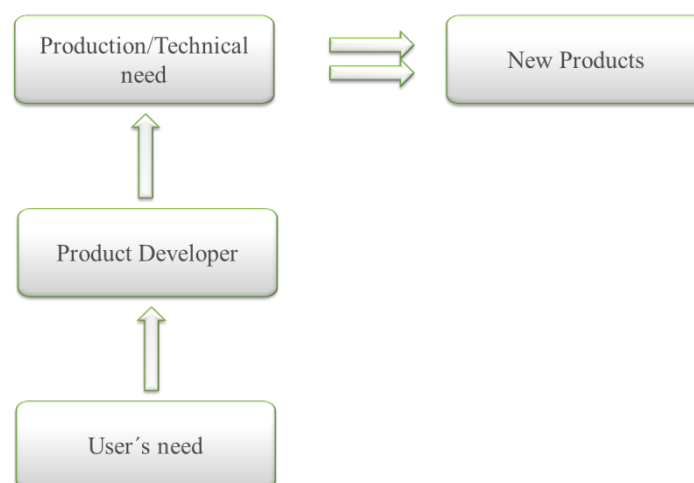 Production/Technical
need
New Products
Product Developer
User´s need